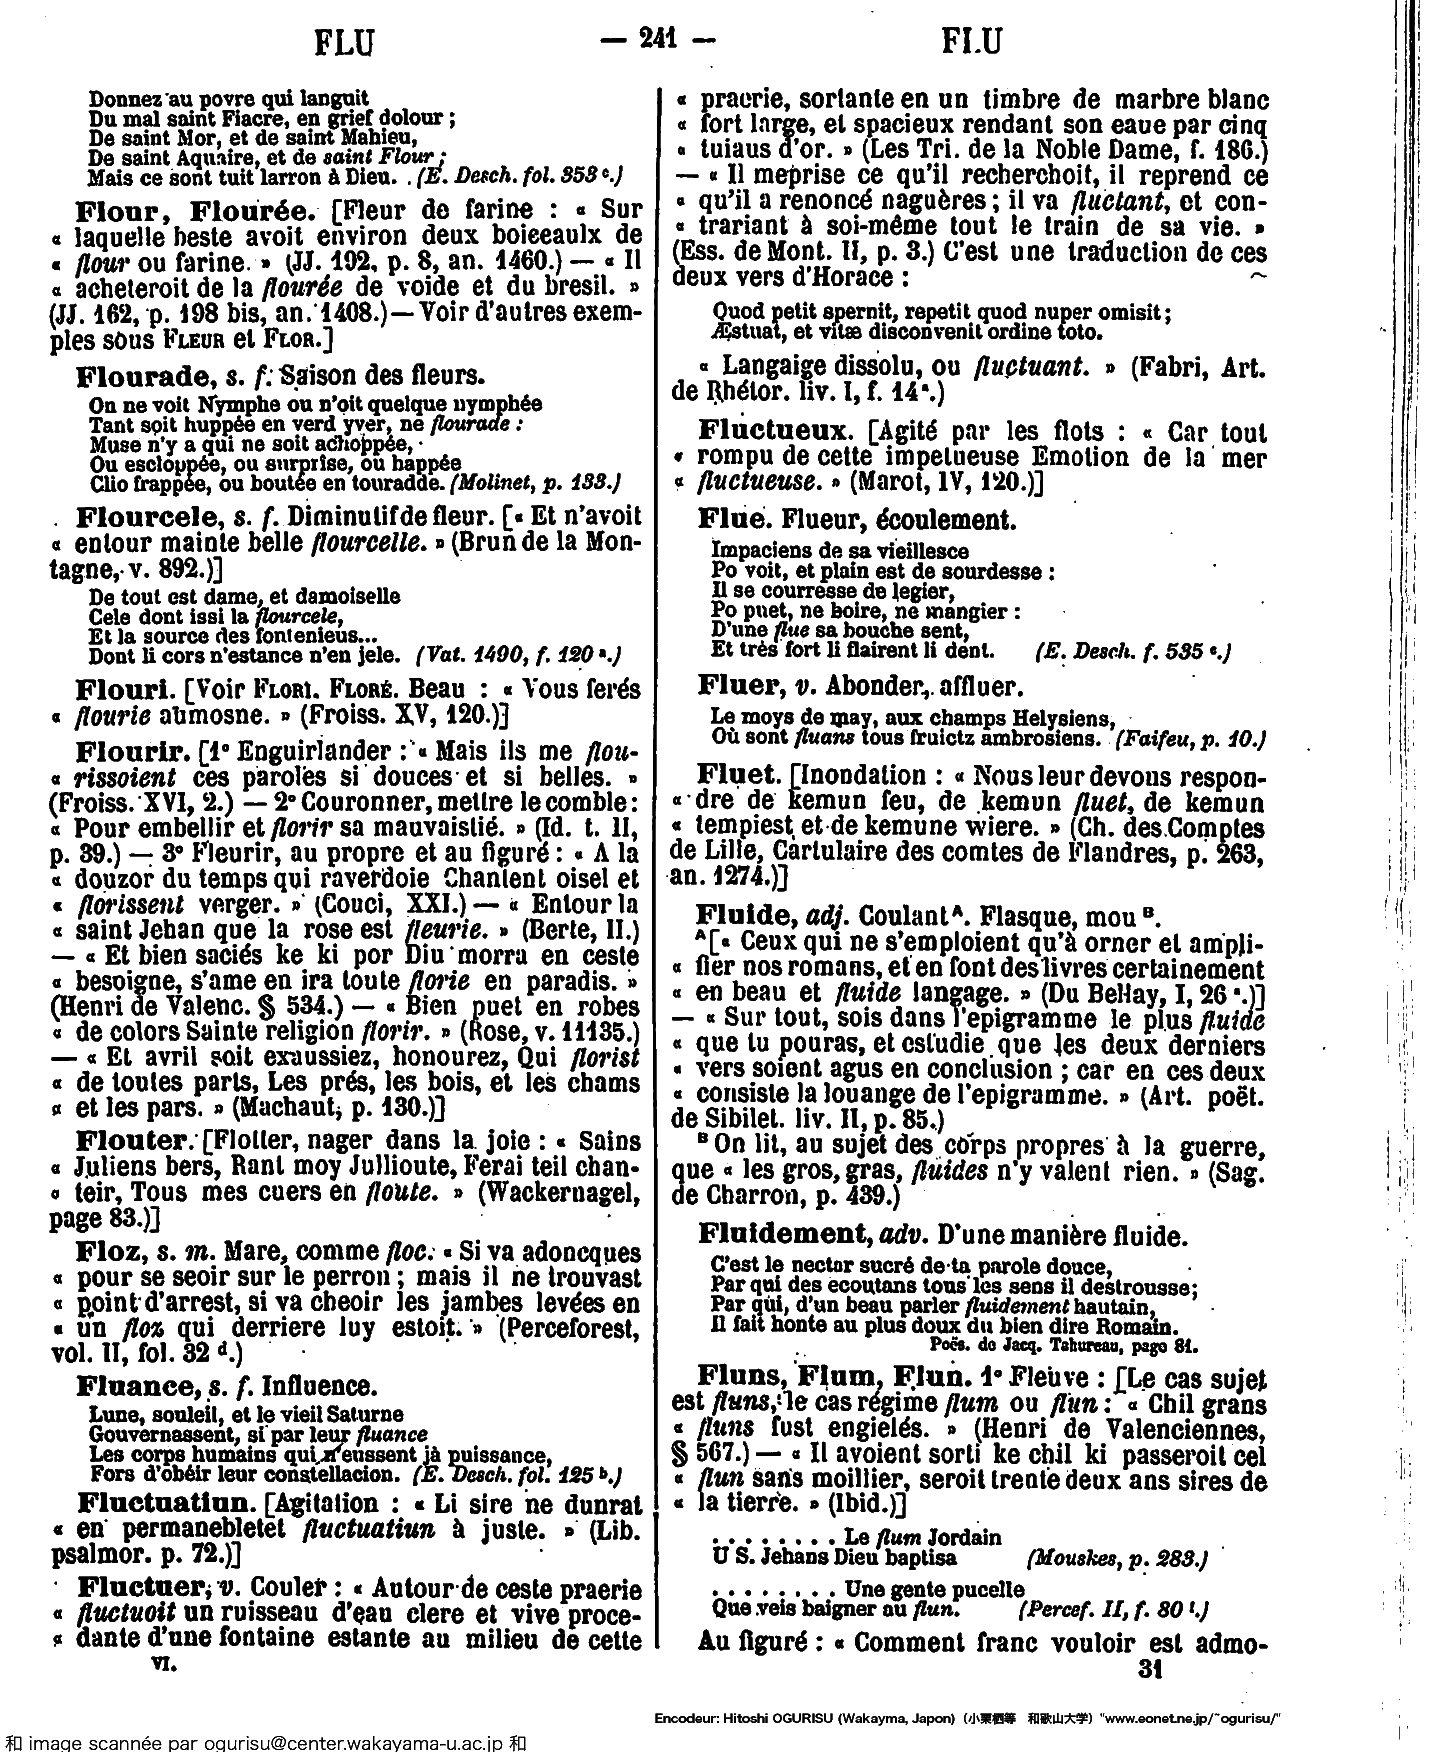 FLU
— 241 —
FLU
Donnez au povre qui languit
Du mal saint Fiacre, en grief dolour ;
De saint Mor, et de saint Mahieu,
De saint Aquaire, et de saint Flour ;
Mais ce sont tuit larron à Dieu. (E. Desch. fol. 353 c.)
Flour, Flourée. [Fleur de farine : « Sur
« laquelle beste avoit environ deux boiceaulx de
« flour ou farine. » (JJ. 192, p. 8, an. 1460.) — « Il
« acheteroit de la flourée de voide et du bresil. »
(JJ. 162, p. 198 bis, an. 1408.) — Voir d'autres exem-
ples sous FLEUR et FLOR.]
Flourade, s. f. Saison des fleurs.
On ne voit Nymphe ou n'oit quelque nymphée
Tant soit huppée en verd yver, ne flourade :
Muse n'y a qui ne soit achoppée,
Ou escloppée, ou surprise, ou happée
Clio frappée, ou boutée en touradde. (Molinet, p. 133.)
Flourcele, s. f. Diminutif de fleur. [« Et n'avoit
« entour mainte belle flourcelle. » (Brun de la Mon-
tagne, v. 892.)]
De tout est dame, et damoiselle
Cele dont issi la flourcele,
Et la source des fontenieus...
Dont li cors n'estance n'en jele. (Vat. 1490, f. 120 a.)
Flouri. [Voir FLORI. FLORÉ. Beau : « Vous ferés
« flourie aumosne. » (Froiss. XV, 120.)]
Flourir. [1° Enguirlander : « Mais ils me flou-
« rissoient ces paroles si douces et si belles. »
(Froiss. XVI, 2.) — 2° Couronner, mettre le comble :
« Pour embellir et florir sa mauvaistié. » (Id. t. II,
p. 39.) — 3° Fleurir, au propre et au figuré : « A la
« douzor du temps qui raverdoie Chantent oisel et
« florissent verger. » (Couci, XXI.) — « Entour la
« saint Jehan que la rose est fleurie. » (Berte, II.)
— « Et bien saciés ke ki por Diu morra en ceste
« besoigne, s'ame en ira toute florie en paradis. »
(Henri de Valenc. § 534.) — « Bien puet en robes
« de colors Sainte religion florir. » (Rose, v. 11135.)
— « Et avril soit exaussiez, honourez, Qui florist
« de toutes parts, Les prés, les bois, et les chams
« et les pars. » (Machaut, p. 130.)]
Flouter. [Flotter, nager dans la joie : « Sains
« Juliens bers, Rant moy Jullioute, Ferai teil chan-
« teir, Tous mes cuers en floute. » (Wackernagel,
page 83.)]
Floz, s. m. Mare, comme floc. « Si va adoncques
« pour se seoir sur le perron ; mais il ne trouvast
« point d'arrest, si va cheoir les jambes levées en
« un floz qui derriere luy estoit. » (Perceforest,
vol. II, fol. 32 d.)
Fluance, s. f. Influence.
Lune, souleil, et le vieil Saturne
Gouvernassent, si par leur fluance
Les corps humains qui n'eussent jà puissance,
Fors d'obéir leur constellacion. (E. Desch. fol. 125 b.)
Fluctuatiun. [Agitation : « Li sire ne dunrat
« en permanebletet fluctuatiun à juste. » (Lib.
psalmor. p. 72.)]
Fluctuer, v. Couler : « Autour de ceste praerie
« fluctuoit un ruisseau d'eau clere et vive proce-
« dante d'une fontaine estante au milieu de cette
VI.
« praerie, sortante en un timbre de marbre blanc
« fort large, et spacieux rendant son eaue par cinq
« tuiaus d'or. » (Les Tri. de la Noble Dame, f. 186.)
— « Il meprise ce qu'il recherchoit, il reprend ce
« qu'il a renoncé naguères ; il va fluctant, et con-
« trariant à soi-même tout le train de sa vie. »
(Ess. de Mont. II, p. 3.) C'est une traduction de ces
deux vers d'Horace :
Quod petit spernit, repetit quod nuper omisit ;
Æstuat, et vitæ disconvenit ordine toto.
« Langaige dissolu, ou fluctuant. » (Fabri, Art.
de Rhétor. liv. I, f. 14 a.)
Fluctueux. [Agité par les flots : « Car tout
« rompu de cette impetueuse Emotion de la mer
« fluctueuse. » (Marot, IV, 120.)]
Flue. Flueur, écoulement.
Impaciens de sa vieillesce
Po voit, et plain est de sourdesse :
Il se courresse de legier,
Po puet, ne boire, ne mangier :
D'une flue sa bouche sent,
Et très fort li flairent li dent. (E. Desch. f. 535 c.)
Fluer, v. Abonder, affluer.
Le moys de may, aux champs Helysiens,
Où sont fluans tous fruictz ambrosiens. (Faifeu, p. 10.)
Fluet. [Inondation : « Nous leur devons respon-
« dre de kemun feu, de kemun fluet, de kemun
« tempiest et de kemune wiere. » (Ch. des Comptes
de Lille, Cartulaire des comtes de Flandres, p. 263,
an. 1274.)]
Fluide, adj. Coulant A. Flasque, mou B.
A [« Ceux qui ne s'emploient qu'à orner et ampli-
« fier nos romans, et en font des livres certainement
« en beau et fluide langage. » (Du Bellay, I, 26 a.)]
— « Sur tout, sois dans l'epigramme le plus fluide
« que tu pouras, et estudie que les deux derniers
« vers soient agus en conclusion ; car en ces deux
« consiste la louange de l'epigramme. » (Art. poët.
de Sibilet. liv. II, p. 85.)
B On lit, au sujet des corps propres à la guerre,
que « les gros, gras, fluides n'y valent rien. » (Sag.
de Charron, p. 439.)
Fluidement, adv. D'une manière fluide.
C'est le nectar sucré de ta parole douce,
Par qui des ecoutans tous les sens il destrousse;
Par qui, d'un beau parler fluidement hautain,
Il fait honte au plus doux du bien dire Romain.
Poës. de Jacq. Tahureau, page 81.
Fluns, Flum, Flun. 1° Fleuve : [Le cas sujet
est fluns, le cas régime flum ou flun : « Chil grans
« fluns fust engielés. » (Henri de Valenciennes,
§ 567.) — « Il avoient sorti ke chil ki passeroit cel
« flun sans moillier, seroit trente deux ans sires de
« la tierre. » (Ibid.)]
. . . . . . . . Le flum Jordain
U S. Jehans Dieu baptisa (Mouskes, p. 283.)
. . . . . . . . Une gente pucelle
Que veis baigner au flun. (Percef. II, f. 80 f.)
Au figuré : « Comment franc vouloir est admo-
31
Encodeur: Hitoshi OGURISU (Wakayma, Japon) (小栗栖等 和歌山大学) "www.eonet.ne.jp/~ogurisu/"
和 image scannée par ogurisu@center.wakayama-u.ac.jp 和